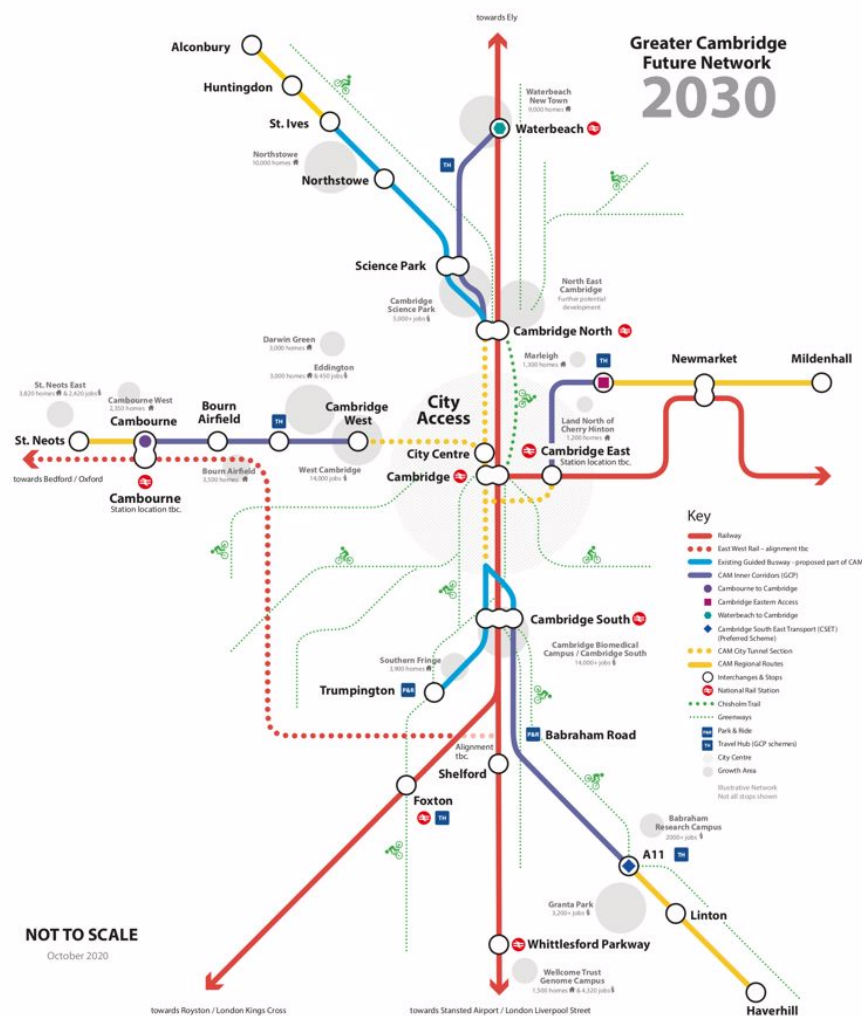 towards Ely
Greater Cambridge
Future Network
2030
Alconbury
Huntingdon
St. Ives
Northstowe
10,000 homes
Northstowe
Waterbeach
New Town
9,000 homes
Waterbeach
TH
Science Park
Cambridge
Science Park
5,000+ jobs
North East
Cambridge
Further potential
development
Cambridge North
Darwin Green
3,000 homes
Eddington
3,000 homes & 450 jobs
Marleigh
1,300 homes
TH
Newmarket
Mildenhall
St. Neots East
3,820 homes & 2,420 jobs
Cambourne West
2,350 homes
Cambourne
Bourn
Airfield
TH
Cambridge
West
City
Access
Land North of
Cherry Hinton
1,200 homes
St. Neots
City Centre
Cambridge East
Station location tbc.
Cambridge
West Cambridge
14,000 jobs
Bourn Airfield
3,500 homes
towards Bedford / Oxford
Cambourne
Station location tbc.
Key
Railway
East West Rail – alignment tbc
Existing Guided Busway - proposed part of CAM
CAM Inner Corridors (GCP)
Cambourne to Cambridge
Cambridge Eastern Access
Waterbeach to Cambridge
Cambridge South East Transport (CSET)
(Preferred Scheme)
CAM City Tunnel Section
CAM Regional Routes
Interchanges & Stops
National Rail Station
Chisholm Trail
Greenways
P&R Park & Ride
TH Travel Hub (GCP schemes)
City Centre
Growth Area
Illustrative Network
Not all stops shown
Cambridge South
Cambridge Biomedical
Campus / Cambridge South
14,000+ jobs
Southern Fringe
3,900 homes
Trumpington
P&R
P&R
Babraham Road
Alignment
tbc.
Shelford
Foxton
TH
Babraham
Research Campus
2000+ jobs
A11
TH
Granta Park
3,200+ jobs
Linton
NOT TO SCALE
October 2020
Whittlesford Parkway
Wellcome Trust
Genome Campus
1,500 homes & 4,320 jobs
Haverhill
towards Royston / London Kings Cross
towards Stansted Airport / London Liverpool Street